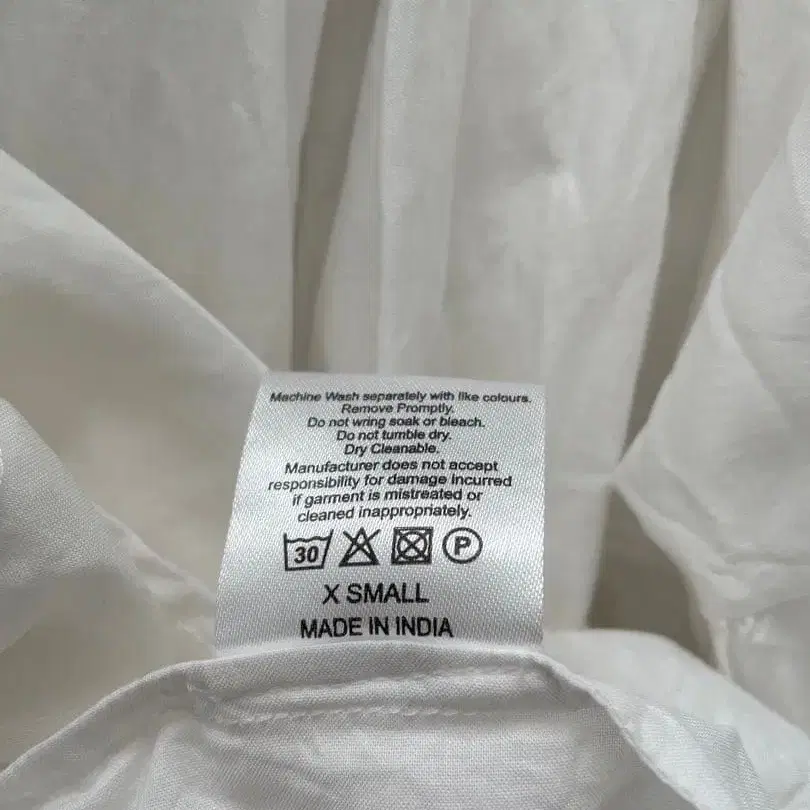 Machine Wash separately with like colours.
Remove Promptly.
Do not wring soak or bleach.
Do not tumble dry.
Dry Cleanable.
Manufacturer does not accept
responsibility for damage incurred
if garment is mistreated or
cleaned inappropriately.
30 P
X SMALL
MADE IN INDIA